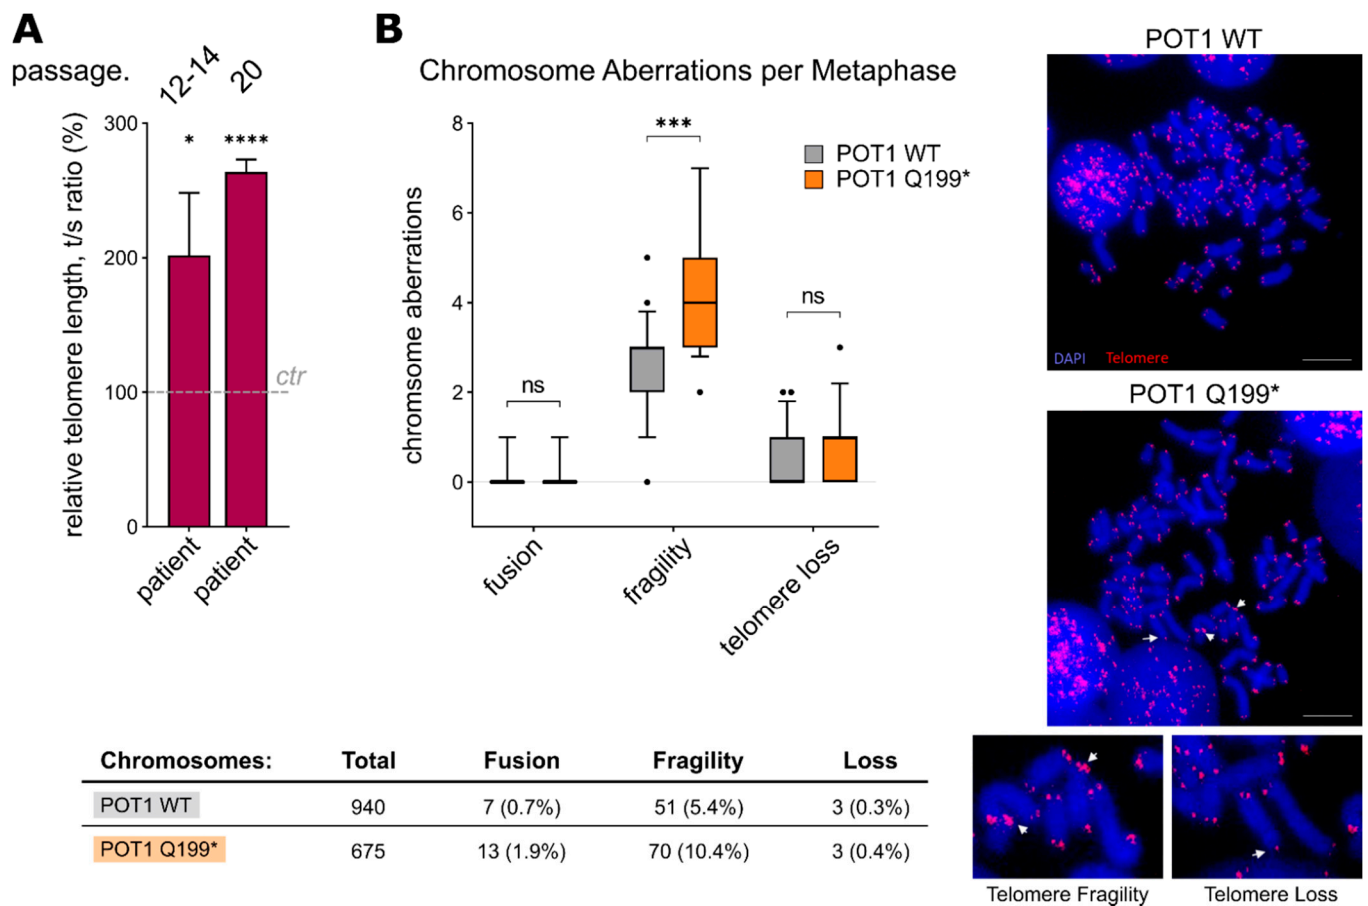 A
passage.
12-14
20
relative telomere length, t/s ratio (%)
300
200
100
0
*
****
ctr
patient
patient
B
Chromosome Aberrations per Metaphase
chromsome aberrations
8
6
4
2
0
ns
***
ns
POT1 WT
POT1 Q199*
fusion
fragility
telomere loss
POT1 WT
DAPI Telomere
POT1 Q199*
Telomere Fragility
Telomere Loss
Chromosomes: Total Fusion Fragility Loss
POT1 WT 940 7 (0.7%) 51 (5.4%) 3 (0.3%)
POT1 Q199* 675 13 (1.9%) 70 (10.4%) 3 (0.4%)